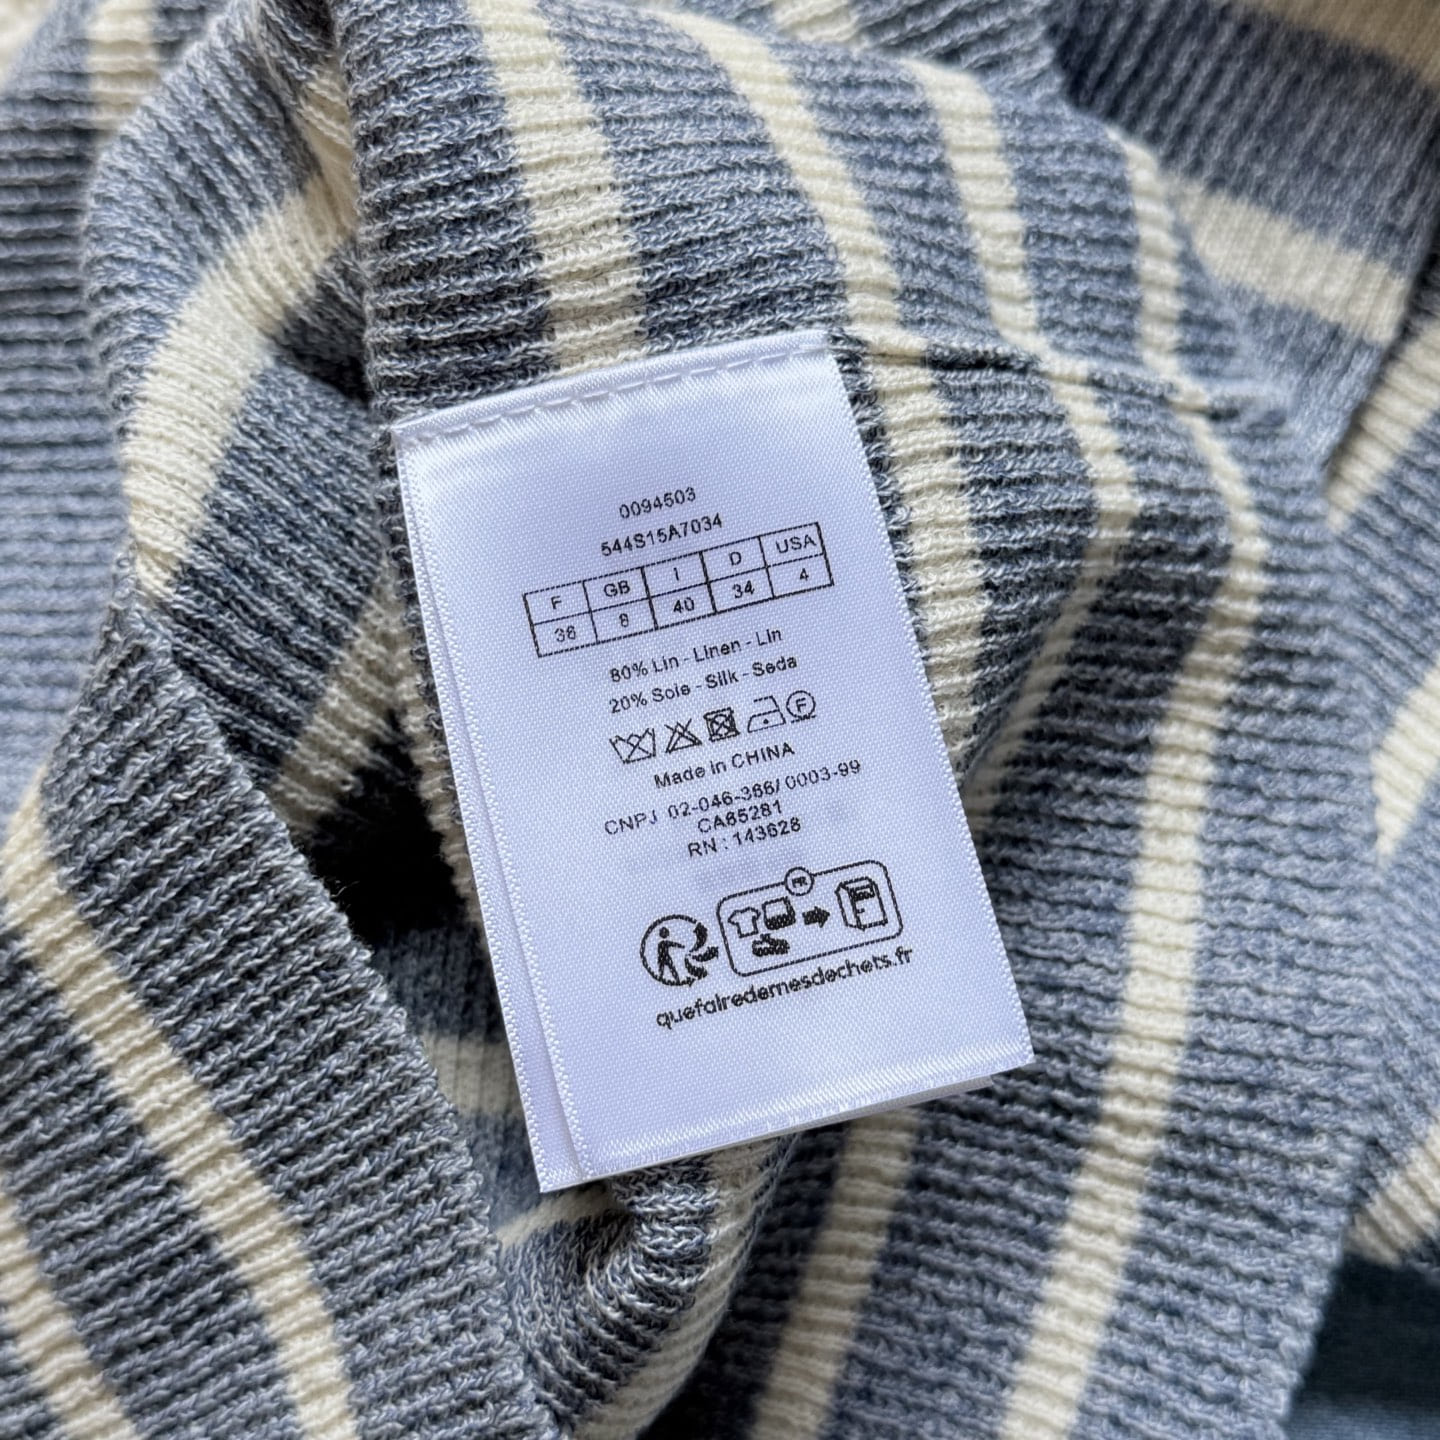 0094503
544S15A7034
F GB I D USA
36 8 40 34 4
80% Lin - Linen - Lin
20% Soie - Silk - Seda
F
Made in CHINA
CNPJ 02-046-366/ 0003-99
CA65281
RN : 143628
FR
quefairedemesdechets.fr